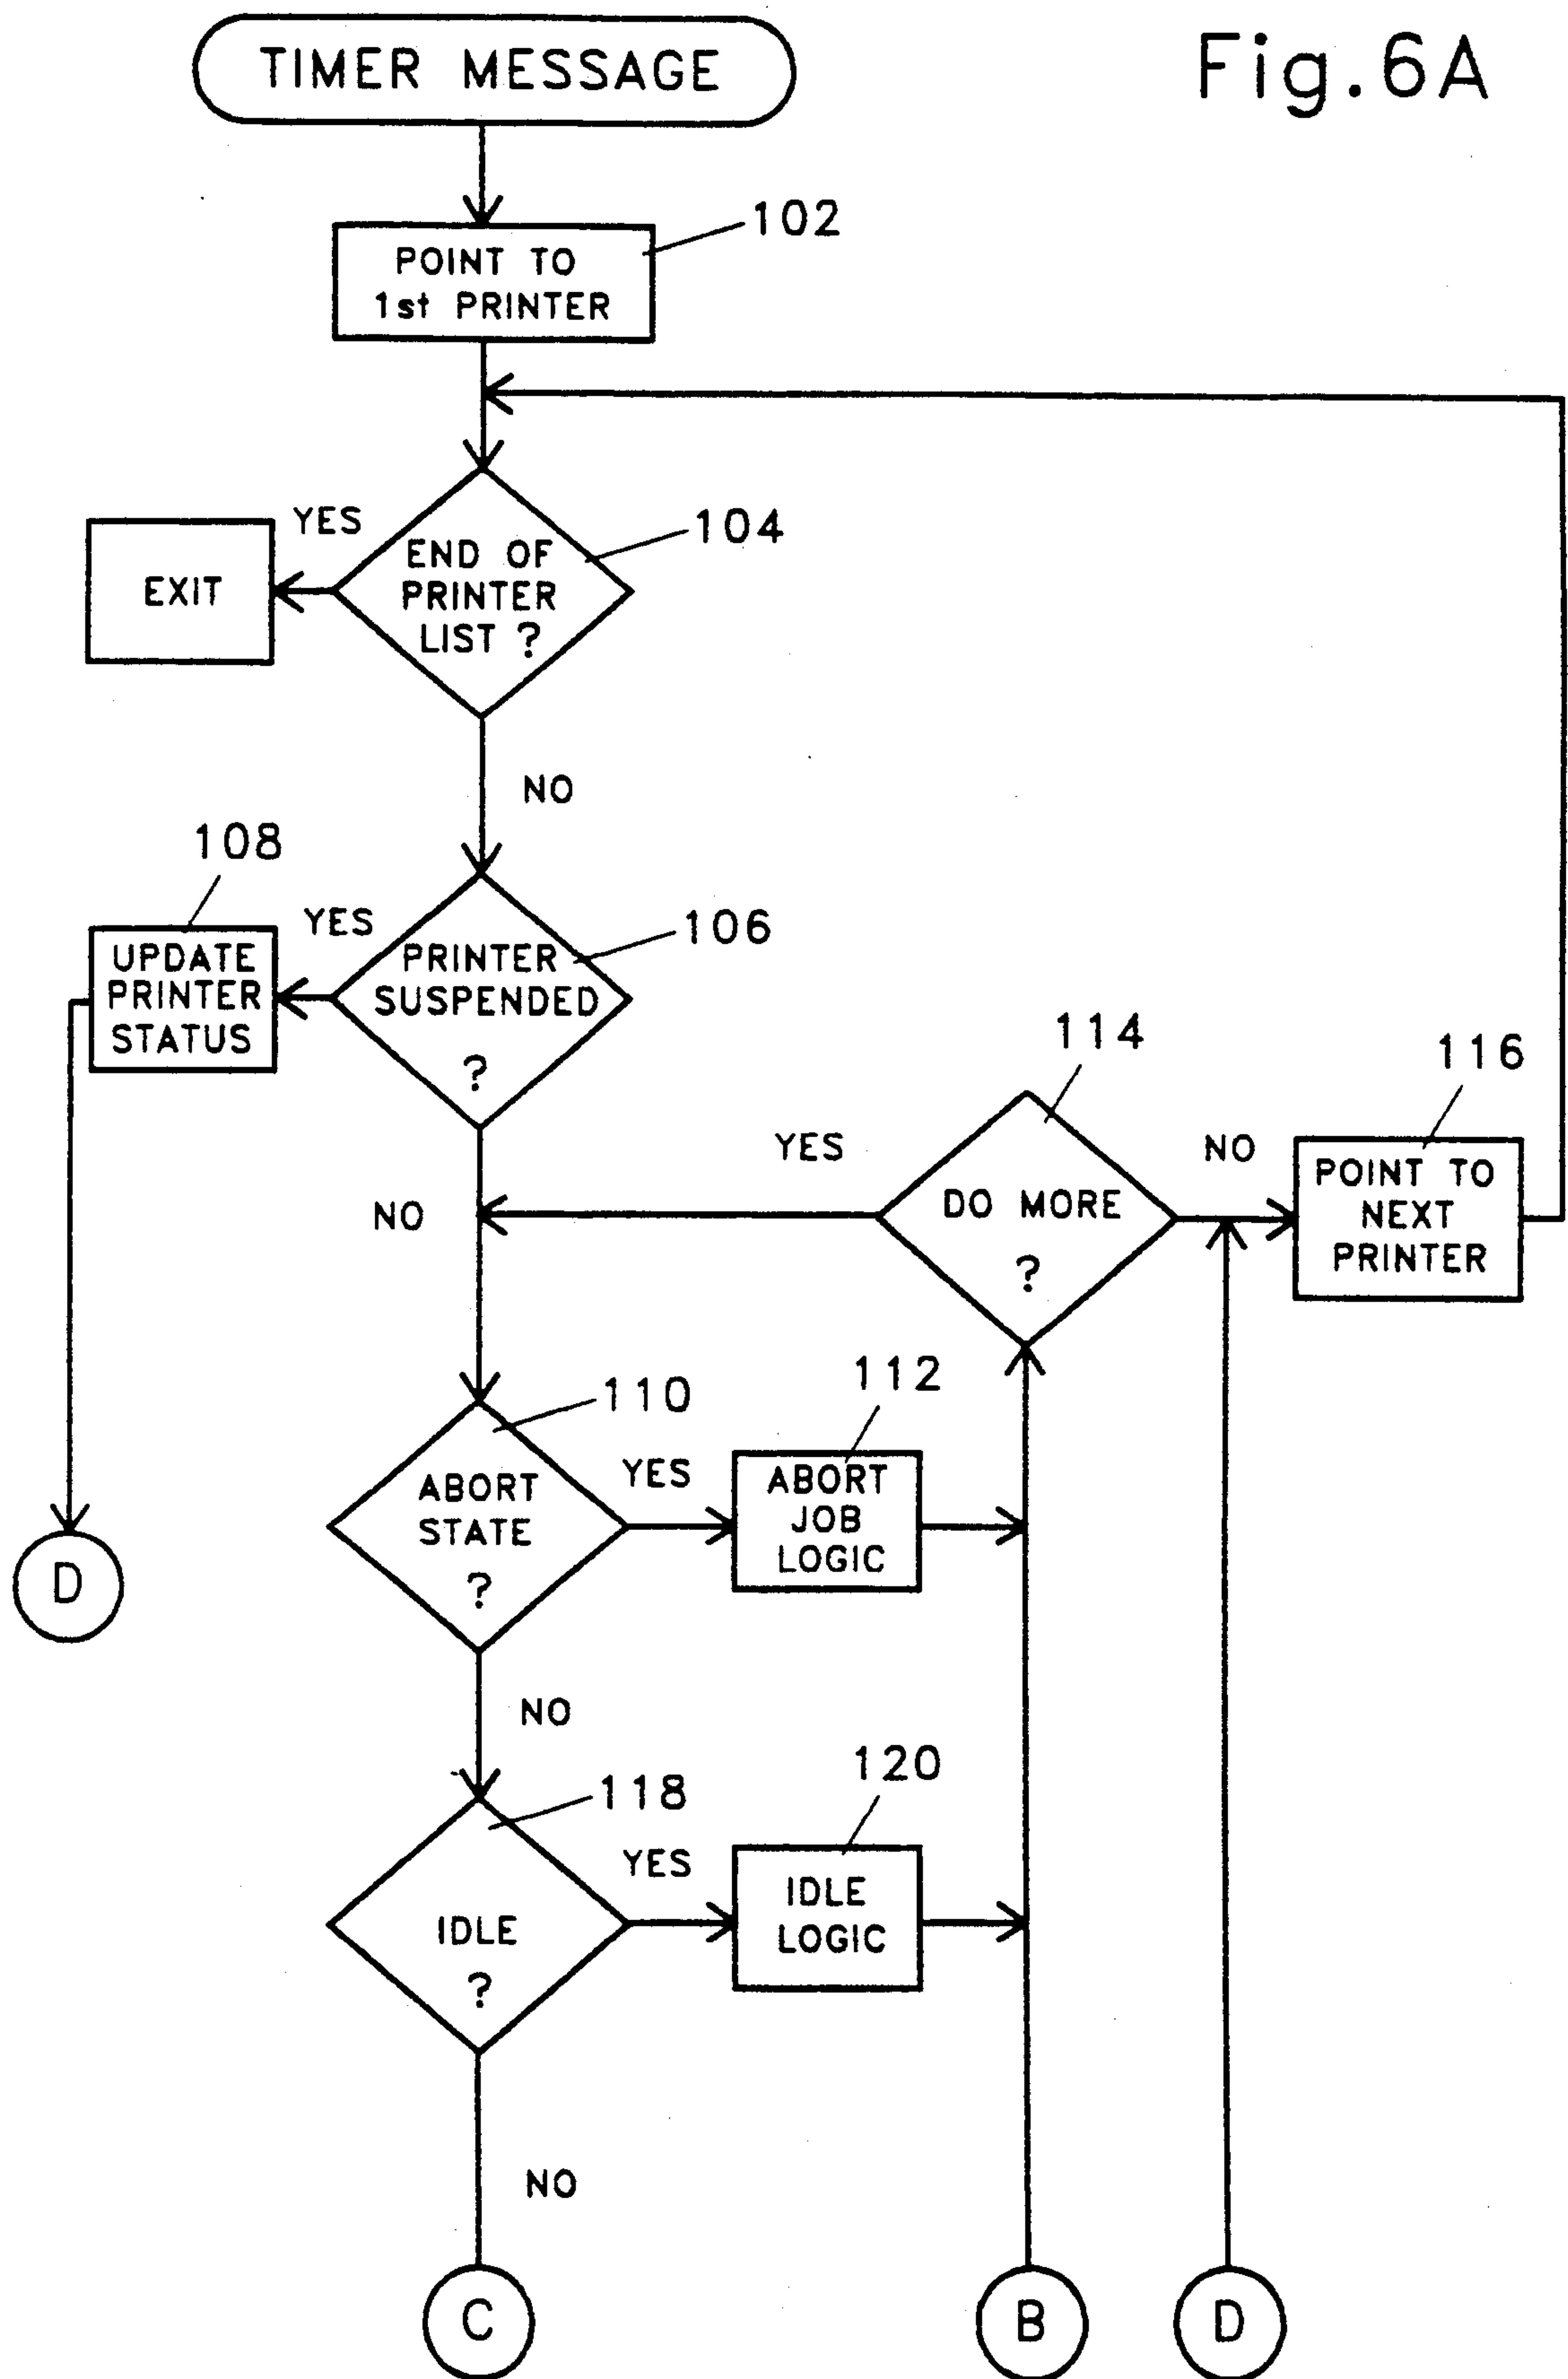 TIMER MESSAGE
Fig.6A
102
POINT TO
1st PRINTER
YES
104
END OF
PRINTER
LIST ?
EXIT
NO
108
YES
106
UPDATE
PRINTER
STATUS
PRINTER
SUSPENDED
?
114
116
YES
NO
NO
DO MORE
?
POINT TO
NEXT
PRINTER
110
112
YES
ABORT
STATE
?
ABORT
JOB
LOGIC
D
NO
118
120
YES
IDLE
?
IDLE
LOGIC
NO
C
B
D